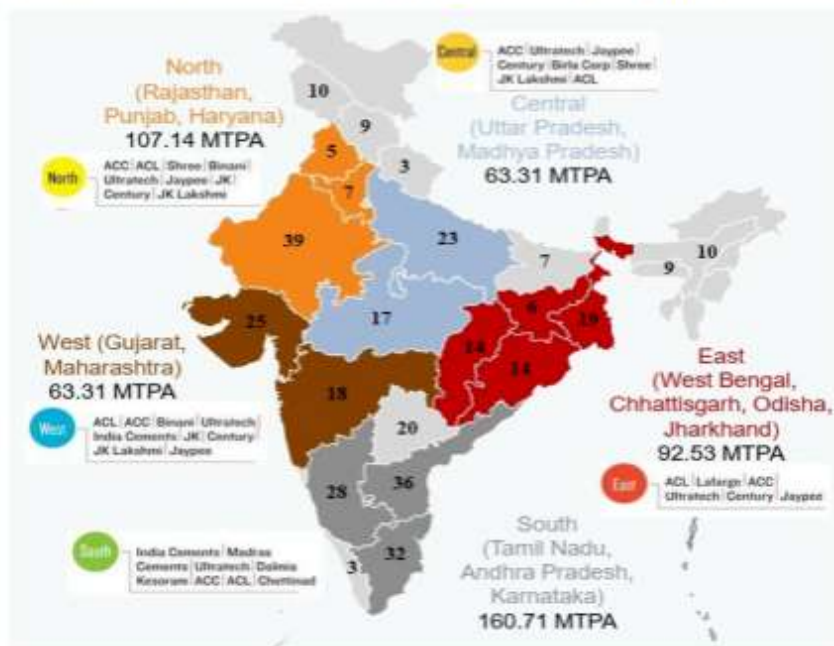 Central
ACC Ultratech Jaypee
Century Birla Corp Shree
JK Lakshmi ACL
North
(Rajasthan,
Punjab, Haryana)
107.14 MTPA
Central
(Uttar Pradesh,
Madhya Pradesh)
63.31 MTPA
North
ACC ACL Shree Binani
Ultratech Jaypee JK
Century JK Lakshmi
10
9
5
3
7
39
23
7
10
9
25
17
6
19
14
14
18
20
28
36
32
3
West (Gujarat,
Maharashtra)
63.31 MTPA
West
ACL ACC Binani Ultratech
India Cements JK Century
JK Lakshmi Jaypee
East
(West Bengal,
Chhattisgarh, Odisha,
Jharkhand)
92.53 MTPA
East
ACL Lafarge ACC
Ultratech Century Jaypee
South
India Cements Madras
Cements Ultratech Dalmia
Kesoram ACC ACL Chettinad
South
(Tamil Nadu,
Andhra Pradesh,
Karnataka)
160.71 MTPA